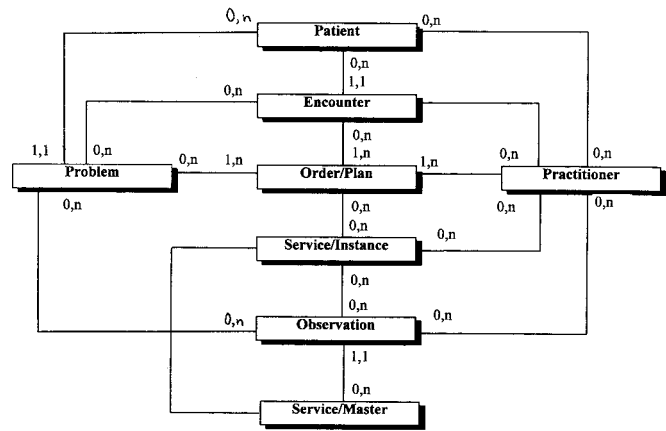 0,n
0,n
Patient
0,n
1,1
0,n
Encounter
0,n
1,1
0,n
1,n
0,n
0,n
0,n
1,n
1,n
Problem
Order/Plan
Practitioner
0,n
0,n
0,n
0,n
0,n
0,n
Service/Instance
0,n
0,n
0,n
0,n
Observation
1,1
0,n
Service/Master